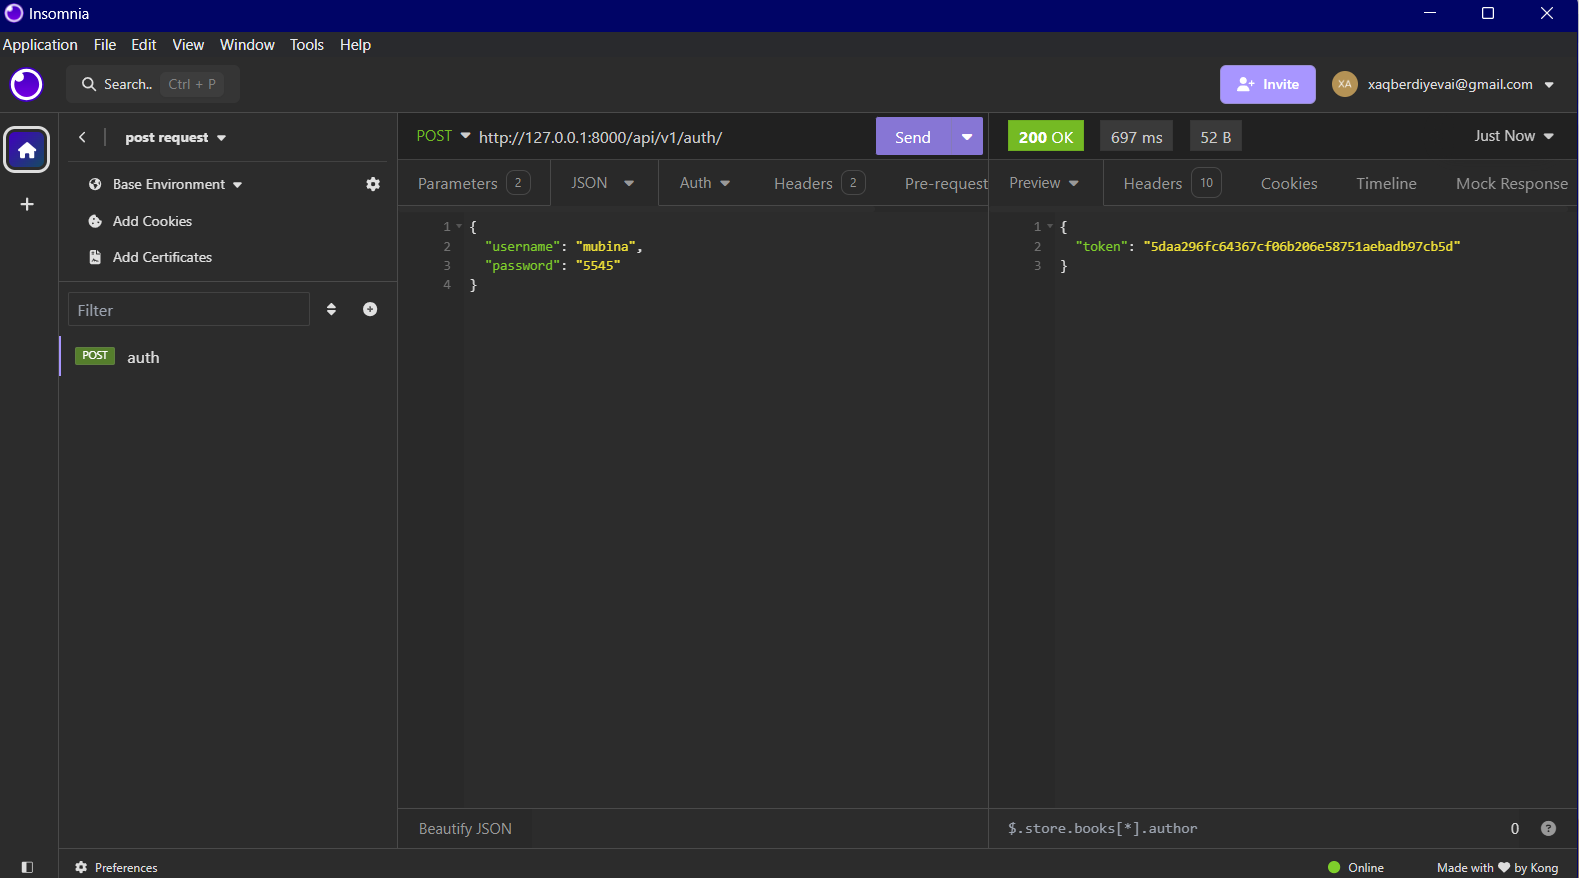 Insomnia
Application File Edit View Window Tools Help
Search.. Ctrl + P
Invite
XA
xaqberdiyevai@gmail.com
post request
Base Environment
Add Cookies
Add Certificates
Filter
POST auth
POST http://127.0.0.1:8000/api/v1/auth/
Send
Parameters 2 JSON Auth Headers 2 Pre-request
1 {
2 "username": "mubina",
3 "password": "5545"
4 }
Beautify JSON
200 OK 697 ms 52 B Just Now
Preview Headers 10 Cookies Timeline Mock Response
1 {
2 "token": "5daa296fc64367cf06b206e58751aebadb97cb5d"
3 }
$.store.books[*].author 0 ?
Preferences
Online
Made with ❤ by Kong